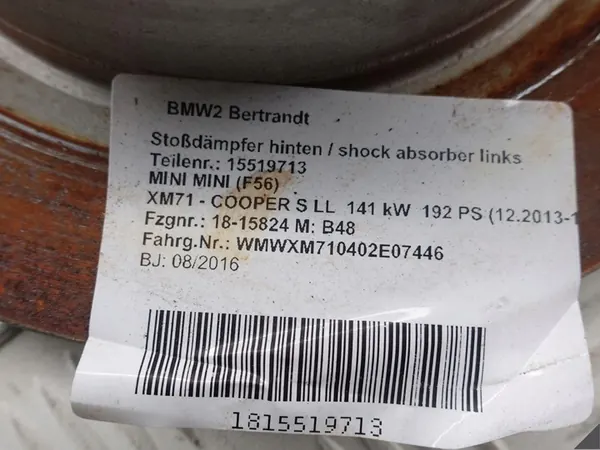 BMW2 Bertrandt
Stoßdämpfer hinten / shock absorber links
Teilenr.: 15519713
MINI MINI (F56)
XM71 - COOPER S LL 141 kW 192 PS (12.2013-1
Fzgnr.: 18-15824 M: B48
Fahrg.Nr.: WMWXM710402E07446
BJ: 08/2016
1815519713